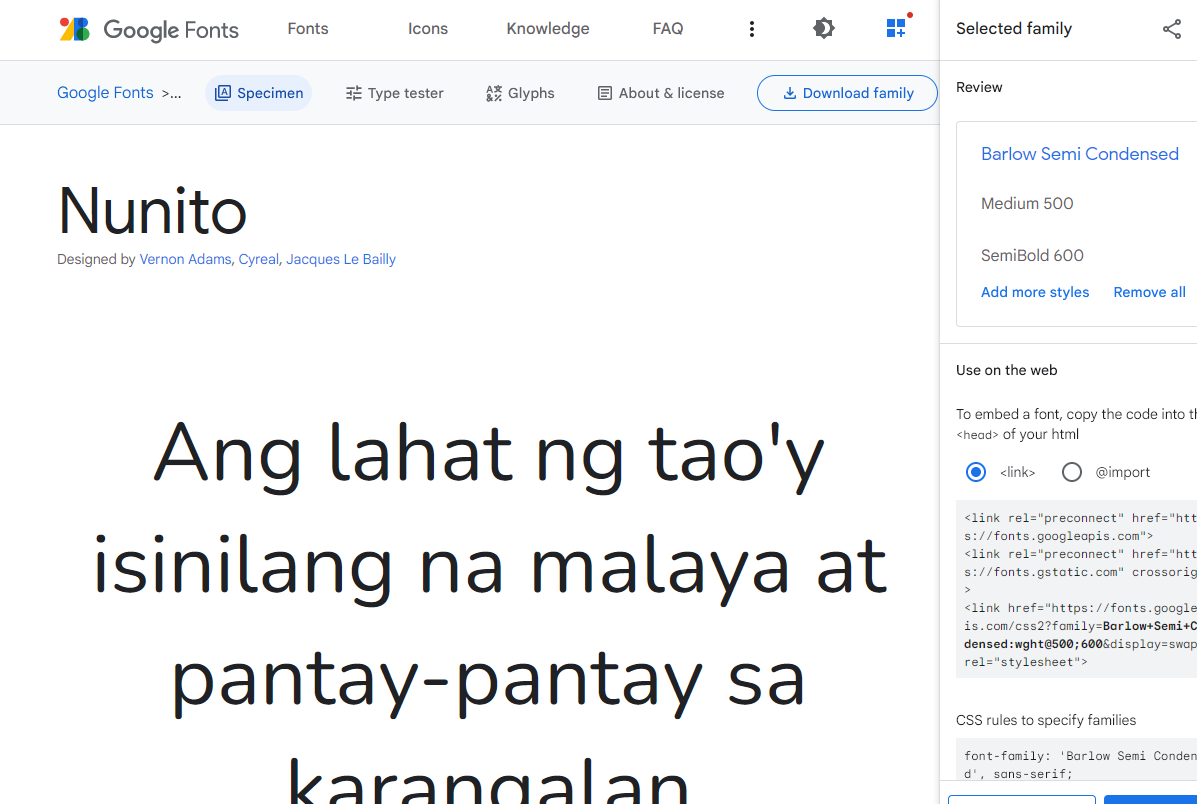 Google Fonts
Fonts
Icons
Knowledge
FAQ
Google Fonts >...
Specimen
Type tester
Glyphs
About & license
Download family
Nunito
Designed by Vernon Adams, Cyreal, Jacques Le Bailly
Ang lahat ng tao'y
isinilang na malaya at
pantay-pantay sa
karangalan
Selected family
Review
Barlow Semi Condensed
Medium 500
SemiBold 600
Add more styles
Remove all
Use on the web
To embed a font, copy the code into th
<head> of your html
<link>
@import
<link rel="preconnect" href="htt
s://fonts.googleapis.com">
<link rel="preconnect" href="htt
s://fonts.gstatic.com" crossorig
>
<link href="https://fonts.google
is.com/css2?family=Barlow+Semi+C
densed:wght@500;600&display=swap
rel="stylesheet">
CSS rules to specify families
font-family: 'Barlow Semi Conden
d', sans-serif;